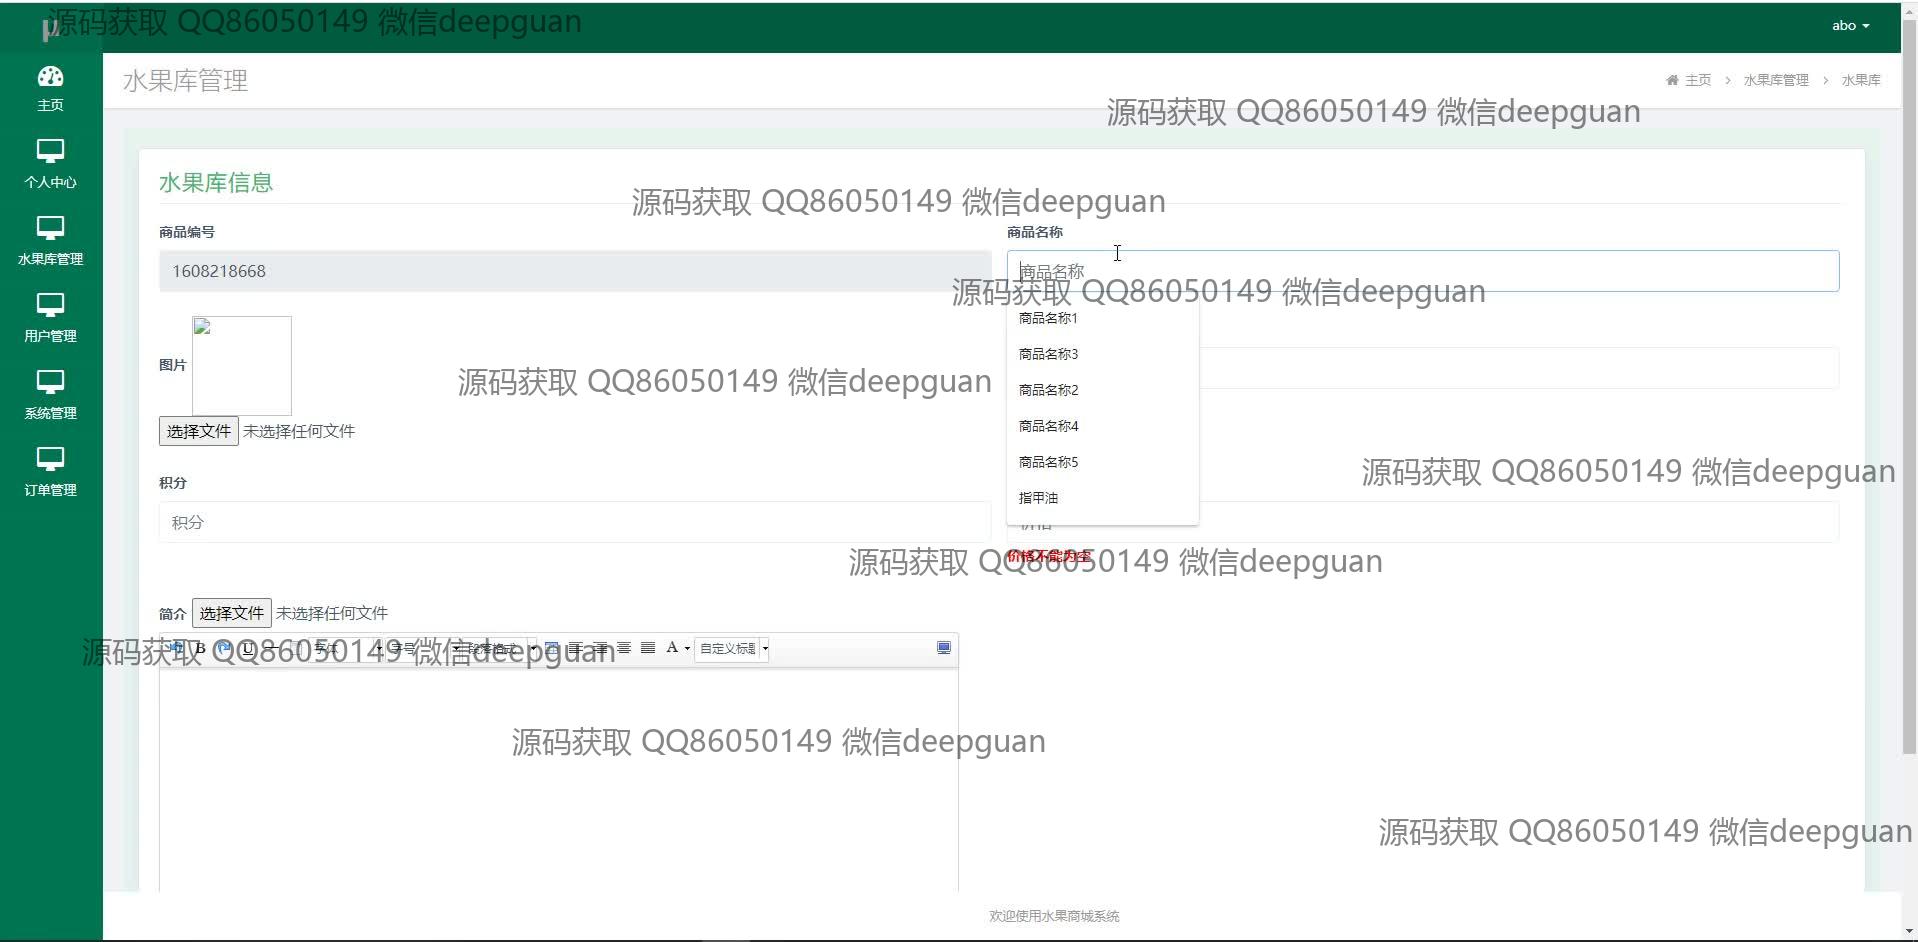 源码获取 QQ86050149 微信deepguan
μ
abo
主页
水果库管理
主页 > 水果库管理 > 水果库
源码获取 QQ86050149 微信deepguan
个人中心
水果库信息
源码获取 QQ86050149 微信deepguan
商品编号
商品名称
水果库管理
1608218668
商品名称
源码获取 QQ86050149 微信deepguan
商品名称1
用户管理
商品名称3
图片
源码获取 QQ86050149 微信deepguan
商品名称2
系统管理
商品名称4
选择文件 未选择任何文件
商品名称5
源码获取 QQ86050149 微信deepguan
积分
订单管理
指甲油
积分
价格
价格不能为空
源码获取 QQ86050149 微信deepguan
简介 选择文件 未选择任何文件
B U 字体 字号 段落格式 A 自定义标题
源码获取 QQ86050149 微信deepguan
源码获取 QQ86050149 微信deepguan
源码获取 QQ86050149 微信deepguan
欢迎使用水果商城系统